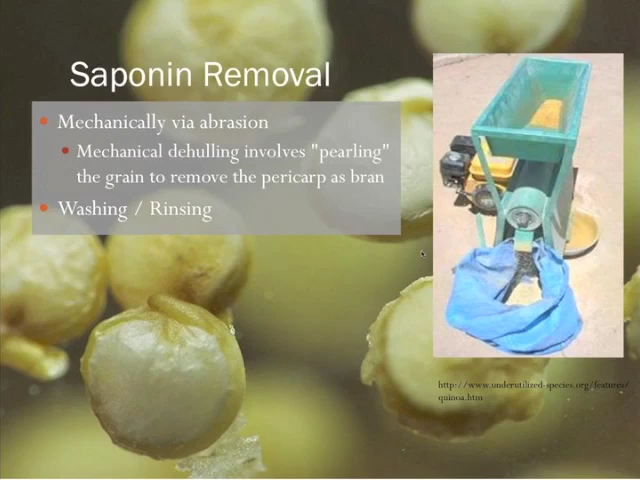 Saponin Removal
Mechanically via abrasion
Mechanical dehulling involves "pearling"
the grain to remove the pericarp as bran
Washing / Rinsing
http://www.underutilized-species.org/features/
quinoa.htm